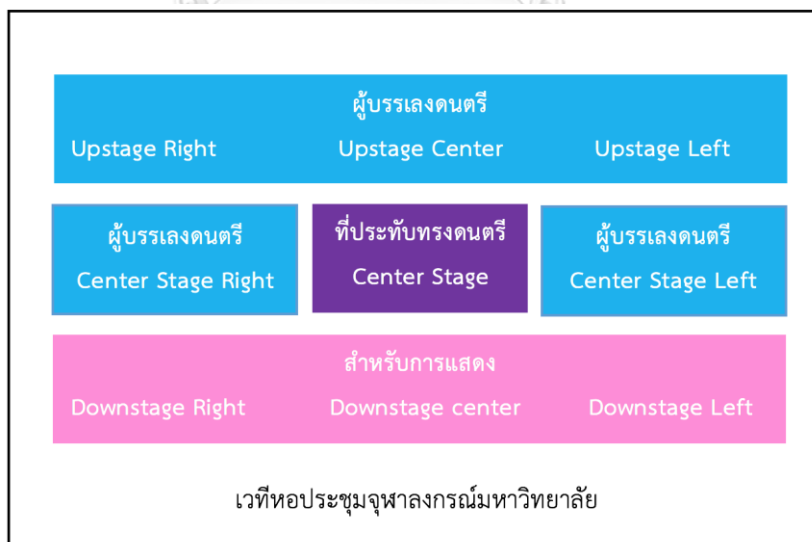 ผู้บรรเลงดนตรี
Upstage Right Upstage Center Upstage Left
ผู้บรรเลงดนตรี ที่ประทับทรงดนตรี ผู้บรรเลงดนตรี
Center Stage Right Center Stage Center Stage Left
สำหรับการแสดง
Downstage Right Downstage center Downstage Left
เวทีหอประชุมจุฬาลงกรณ์มหาวิทยาลัย